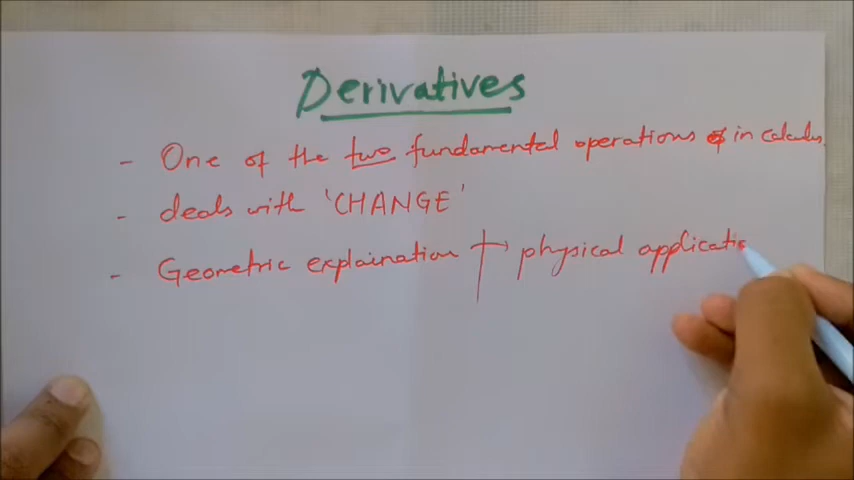 Derivatives
- One of the two fundamental operations in calculus.
- deals with 'CHANGE'
- Geometric explaination → physical applicatio